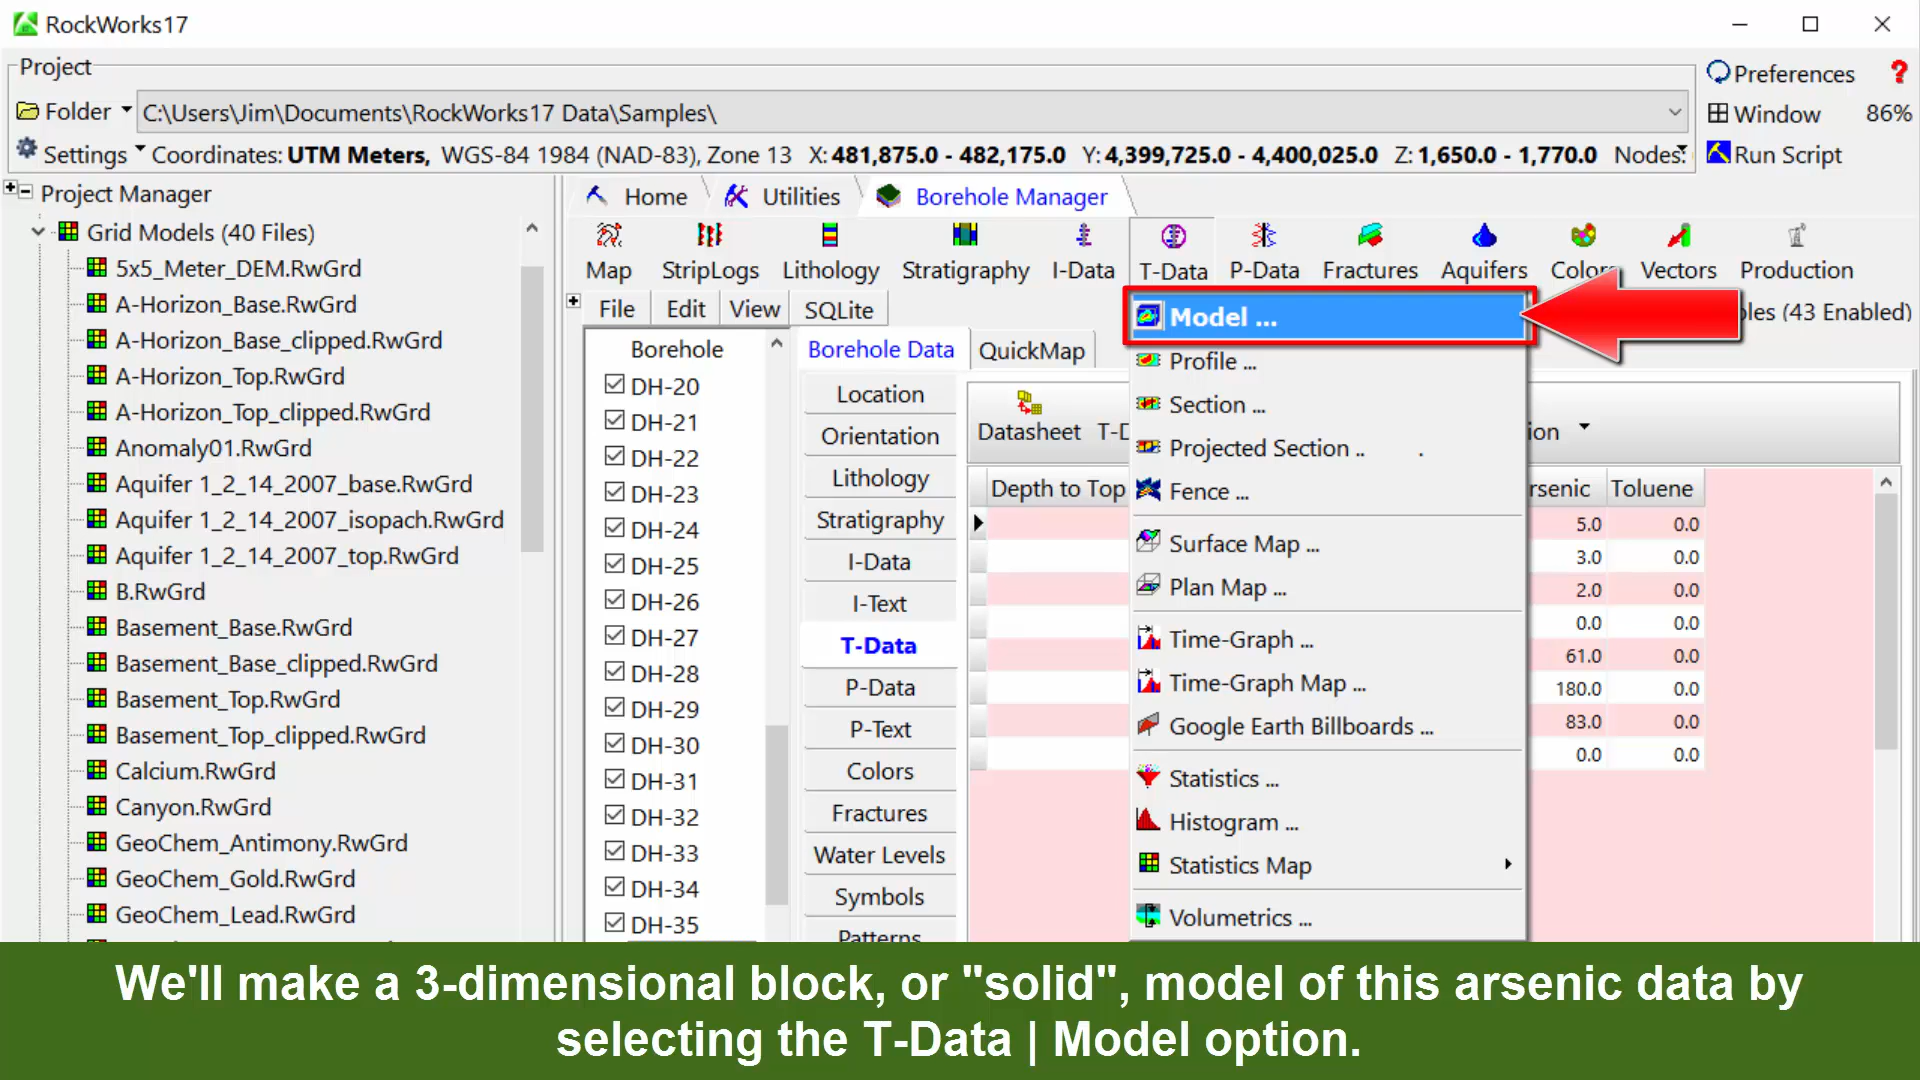 RockWorks17
Project
Preferences ?
Folder C:\Users\Jim\Documents\RockWorks17 Data\Samples\
Window 86%
Settings Coordinates: UTM Meters, WGS-84 1984 (NAD-83), Zone 13 X: 481,875.0 - 482,175.0 Y: 4,399,725.0 - 4,400,025.0 Z: 1,650.0 - 1,770.0 Nodes:
Run Script
Project Manager
Home Utilities Borehole Manager
Grid Models (40 Files)
5x5_Meter_DEM.RwGrd
A-Horizon_Base.RwGrd
A-Horizon_Base_clipped.RwGrd
A-Horizon_Top.RwGrd
A-Horizon_Top_clipped.RwGrd
Anomaly01.RwGrd
Aquifer 1_2_14_2007_base.RwGrd
Aquifer 1_2_14_2007_isopach.RwGrd
Aquifer 1_2_14_2007_top.RwGrd
B.RwGrd
Basement_Base.RwGrd
Basement_Base_clipped.RwGrd
Basement_Top.RwGrd
Basement_Top_clipped.RwGrd
Calcium.RwGrd
Canyon.RwGrd
GeoChem_Antimony.RwGrd
GeoChem_Gold.RwGrd
GeoChem_Lead.RwGrd
Map StripLogs Lithology Stratigraphy I-Data T-Data P-Data Fractures Aquifers Colors Vectors Production
File Edit View SQLite
bles (43 Enabled)
Borehole
DH-20
DH-21
DH-22
DH-23
DH-24
DH-25
DH-26
DH-27
DH-28
DH-29
DH-30
DH-31
DH-32
DH-33
DH-34
DH-35
Borehole Data QuickMap
Location
Orientation
Lithology
Stratigraphy
I-Data
I-Text
T-Data
P-Data
P-Text
Colors
Fractures
Water Levels
Symbols
Patterns
Datasheet T-D
ion
Depth to Top
rsenic Toluene
5.0 0.0
3.0 0.0
2.0 0.0
0.0 0.0
61.0 0.0
180.0 0.0
83.0 0.0
0.0 0.0
Model ...
Profile ...
Section ...
Projected Section .. .
Fence ...
Surface Map ...
Plan Map ...
Time-Graph ...
Time-Graph Map ...
Google Earth Billboards ...
Statistics ...
Histogram ...
Statistics Map
Volumetrics ...
We'll make a 3-dimensional block, or "solid", model of this arsenic data by
selecting the T-Data | Model option.